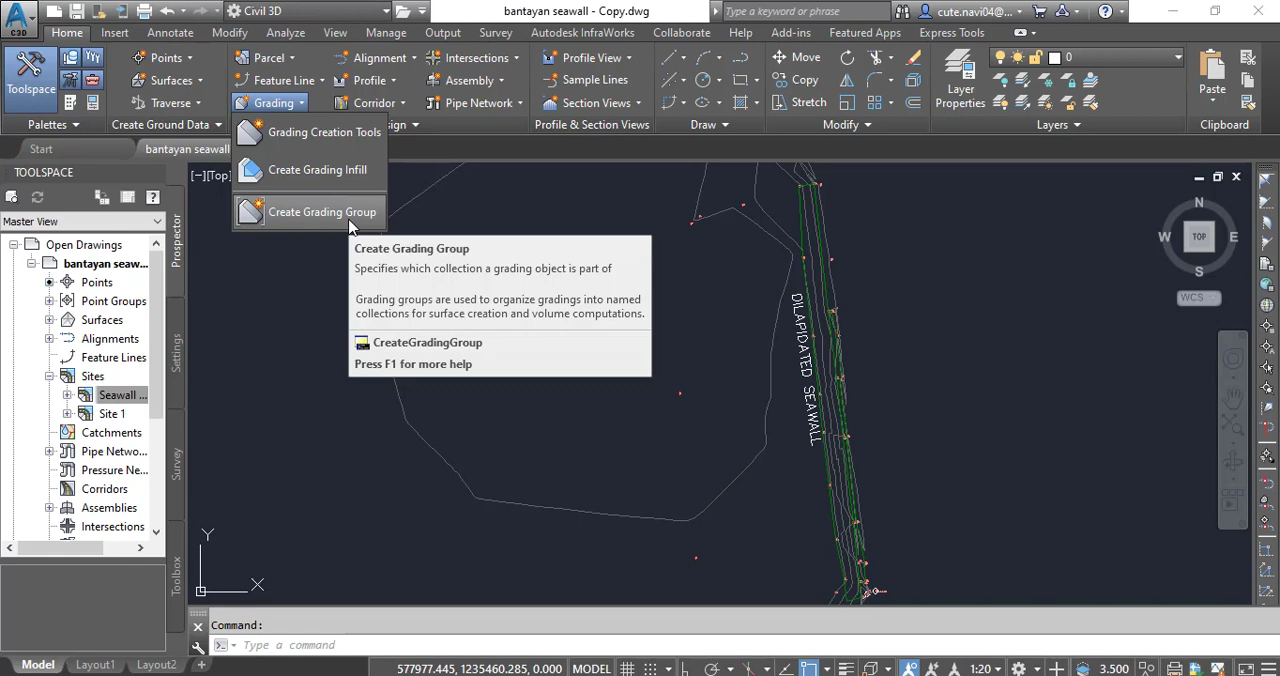 Civil 3D
bantayan seawall - Copy.dwg
Type a keyword or phrase
cute.navi04@...
C3D
Home Insert Annotate Modify Analyze View Manage Output Survey Autodesk InfraWorks Collaborate Help Add-ins Featured Apps Express Tools
Toolspace
Points
Surfaces
Traverse
Parcel
Feature Line
Grading
Alignment
Profile
Corridor
Intersections
Assembly
Pipe Network
Profile View
Sample Lines
Section Views
Move
Copy
Stretch
Layer
Properties
0
Paste
Palettes
Create Ground Data
sign
Profile & Section Views
Draw
Modify
Layers
Clipboard
Grading Creation Tools
Create Grading Infill
Create Grading Group
Create Grading Group
Specifies which collection a grading object is part of
Grading groups are used to organize gradings into named
collections for surface creation and volume computations.
CreateGradingGroup
Press F1 for more help
Start
bantayan seawall
TOOLSPACE
Master View
Open Drawings
bantayan seaw...
Points
Point Groups
Surfaces
Alignments
Feature Lines
Sites
Seawall ...
Site 1
Catchments
Pipe Netwo...
Pressure Ne...
Corridors
Assemblies
Intersections
Prospector
Settings
Survey
Toolbox
[−][Top]
DILAPIDATED SEAWALL
N
W TOP E
S
WCS
Y
X
Command:
Type a command
Model Layout1 Layout2 +
577977.445, 1235460.285, 0.000 MODEL
1:20
3.500